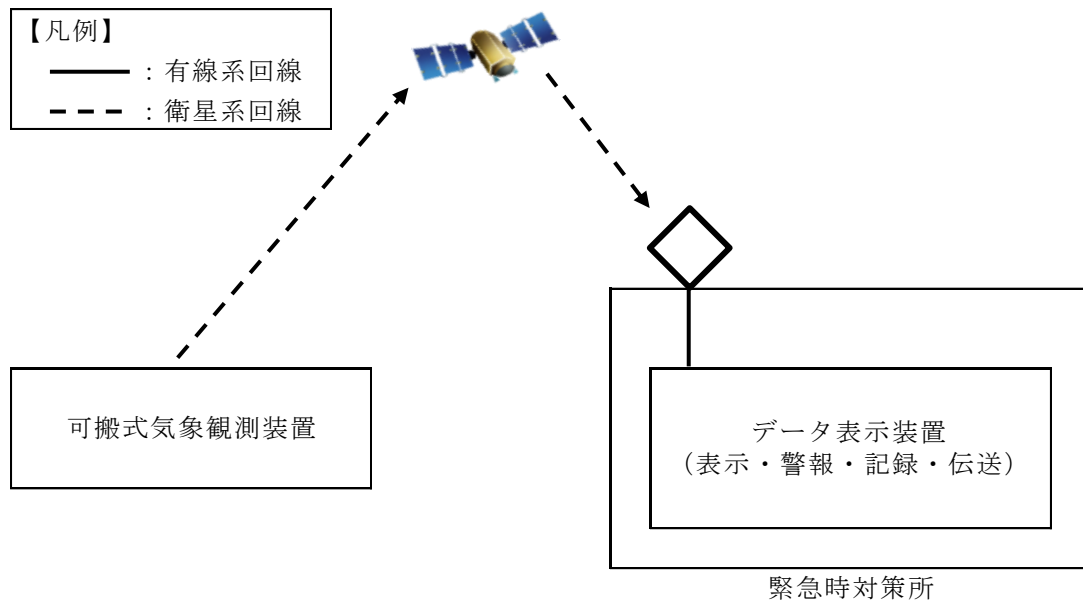 【凡例】
：有線系回線
：衛星系回線
可搬式気象観測装置
データ表示装置
（表示・警報・記録・伝送）
緊急時対策所